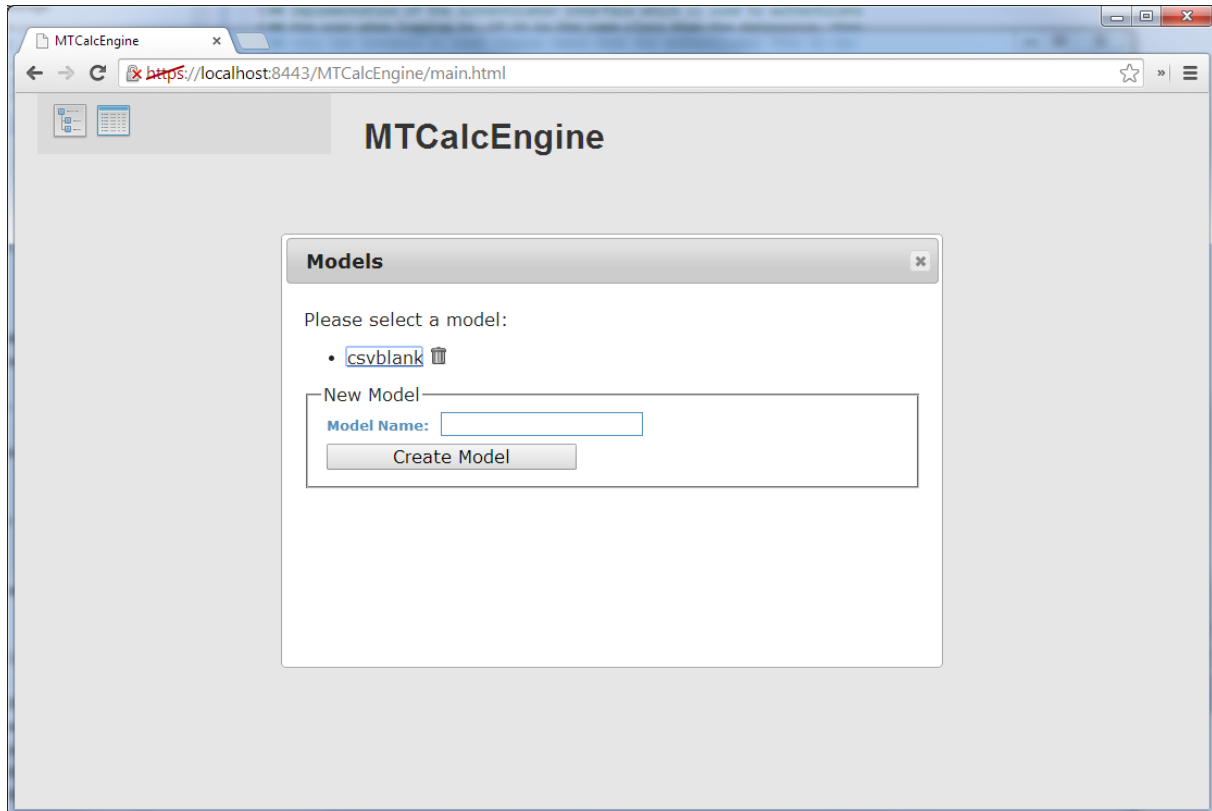 MTCalcEngine
https://localhost:8443/MTCalcEngine/main.html
MTCalcEngine
Models
Please select a model:
• csvblank
New Model
Model Name:
Create Model